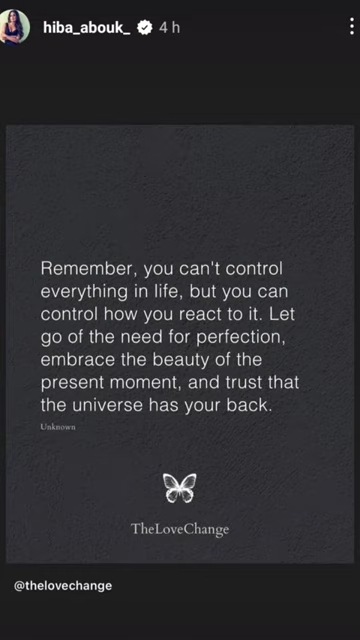 hiba_abouk_ 4 h
Remember, you can't control
everything in life, but you can
control how you react to it. Let
go of the need for perfection,
embrace the beauty of the
present moment, and trust that
the universe has your back.
Unknown
TheLoveChange
@thelovechange